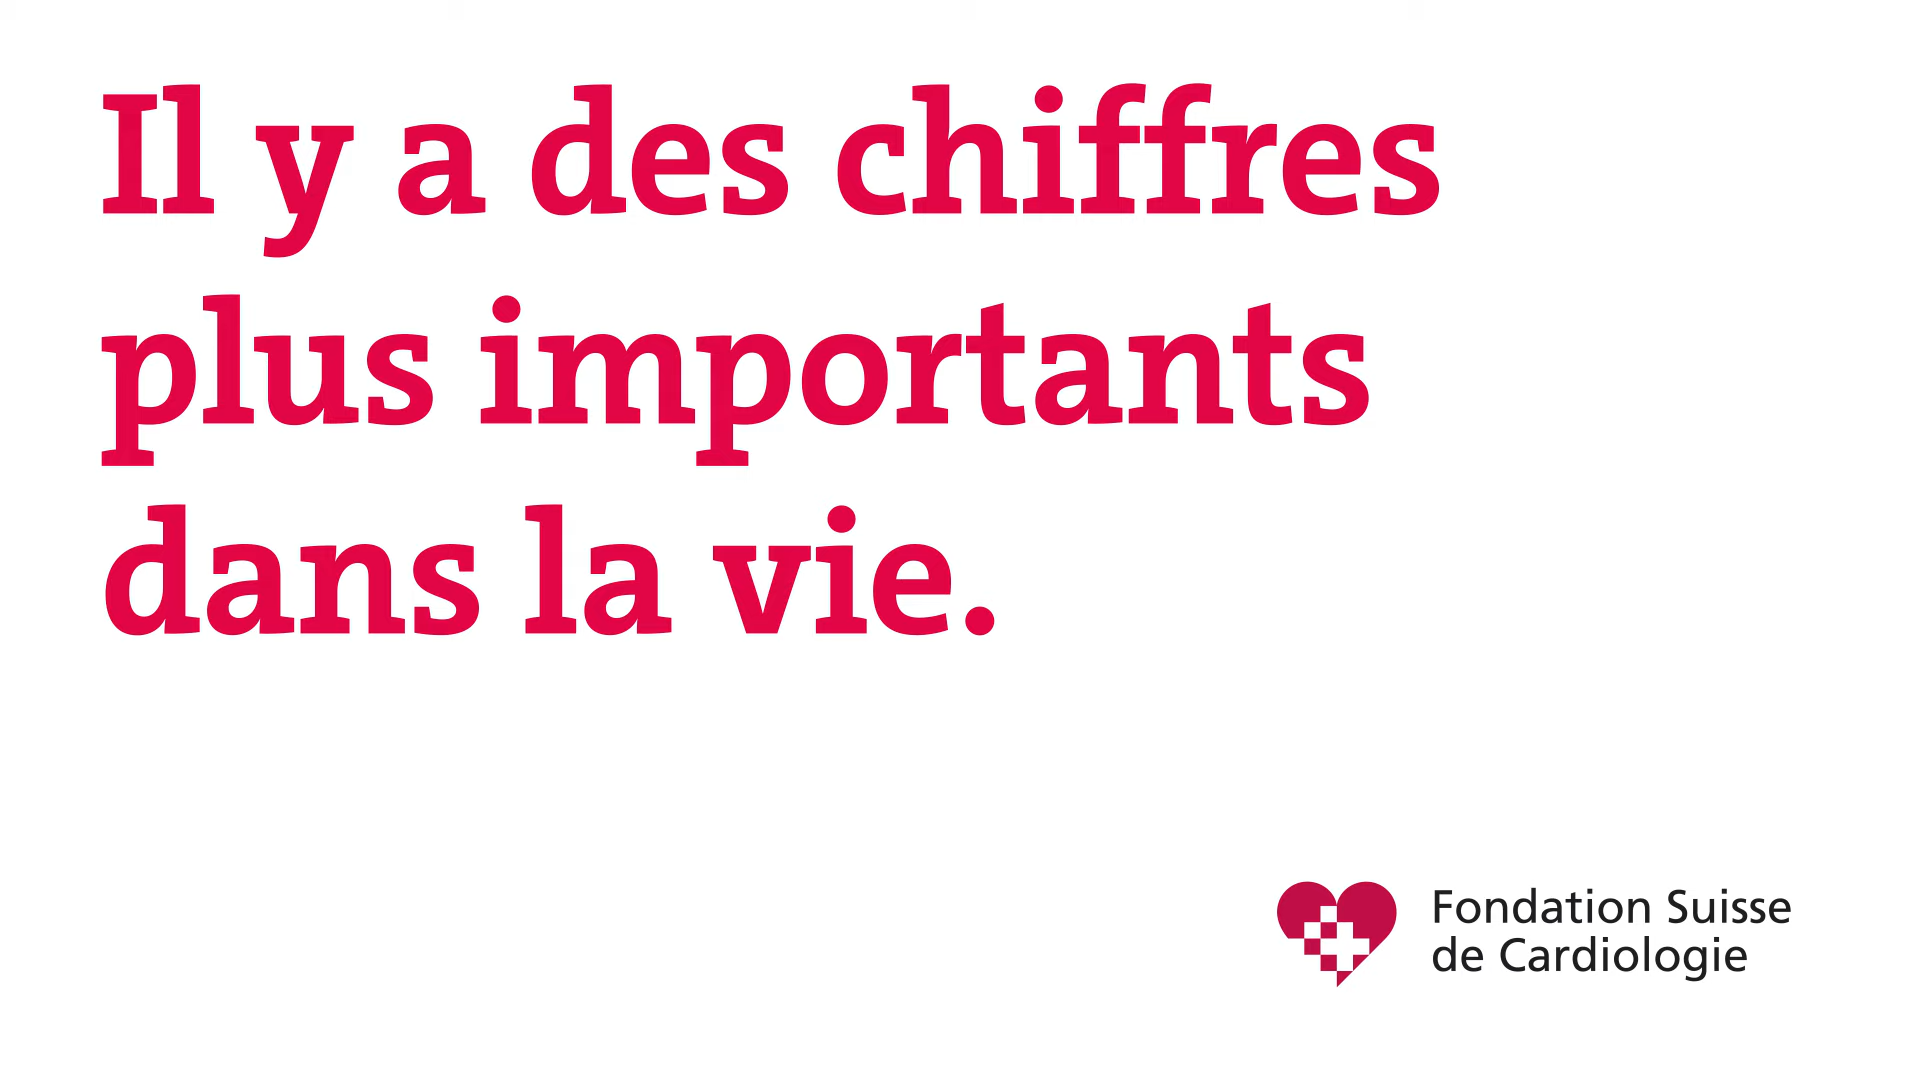 Il y a des chiffres
plus importants
dans la vie.
Fondation Suisse
de Cardiologie